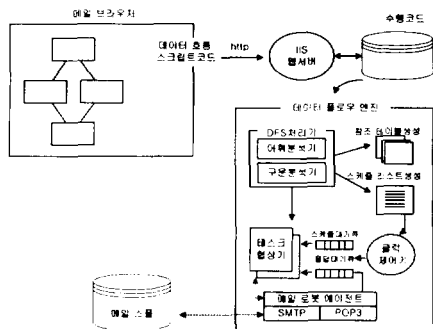 메일 브라우저
데이터 흐름
스크립트코드
http
IIS
웹서버
수행코드
데이터 플로우 엔진
DFS처리기
어휘분석기
구문분석기
참조 테이블생성
스케쥴 리스트생성
태스크
협상기
스케쥴대기큐
응답대기큐
클럭
제어기
메일 로봇 에이전트
SMTP
POP3
메일 스풀